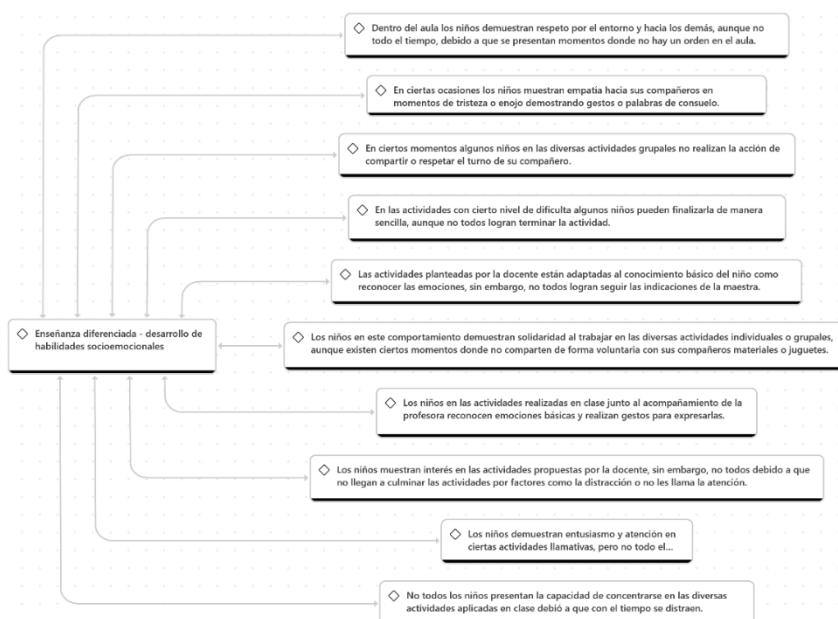 Dentro del aula los niños demuestran respeto por el entorno y hacia los demás, aunque no
todo el tiempo, debido a que se presentan momentos donde no hay un orden en el aula.
En ciertas ocasiones los niños muestran empatía hacia sus compañeros en
momentos de tristeza o enojo demostrando gestos o palabras de consuelo.
En ciertos momentos algunos niños en las diversas actividades grupales no realizan la acción de
compartir o respetar el turno de su compañero.
En las actividades con cierto nivel de dificulta algunos niños pueden finalizarla de manera
sencilla, aunque no todos logran terminar la actividad.
Las actividades planteadas por la docente están adaptadas al conocimiento básico del niño como
reconocer las emociones, sin embargo, no todos logran seguir las indicaciones de la maestra.
Enseñanza diferenciada - desarrollo de
habilidades socioemocionales
Los niños en este comportamiento demuestran solidaridad al trabajar en las diversas actividades individuales o grupales,
aunque existen ciertos momentos donde no comparten de forma voluntaria con sus compañeros materiales o juguetes.
Los niños en las actividades realizadas en clase junto al acompañamiento de la
profesora reconocen emociones básicas y realizan gestos para expresarlas.
Los niños muestran interés en las actividades propuestas por la docente, sin embargo, no todos debido a que
no llegan a culminar las actividades por factores como la distracción o no les llama la atención.
Los niños demuestran entusiasmo y atención en
ciertas actividades llamativas, pero no todo el...
No todos los niños presentan la capacidad de concentrarse en las diversas
actividades aplicadas en clase debió a que con el tiempo se distraen.